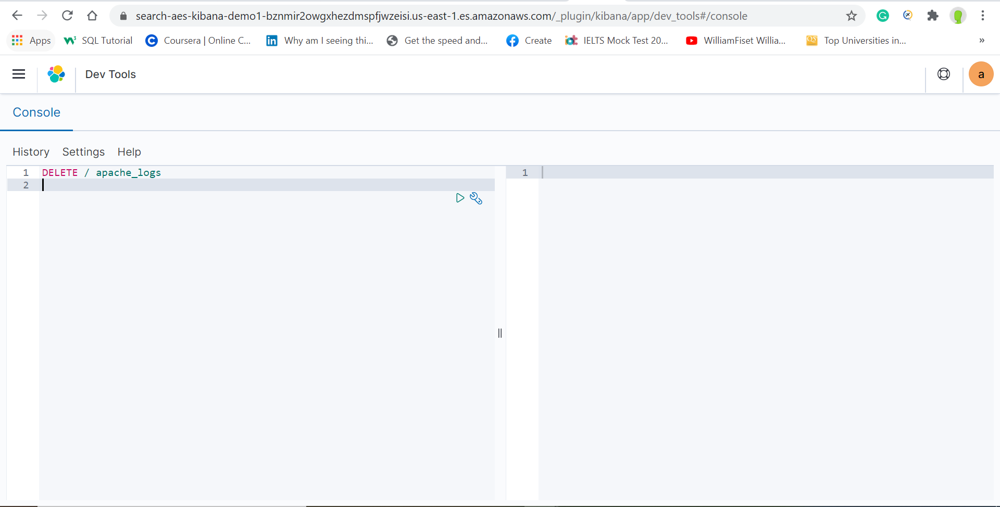 search-aes-kibana-demo1-bznmir2owgxhezdmspfjwzeisi.us-east-1.es.amazonaws.com/_plugin/kibana/app/dev_tools#/console
Apps SQL Tutorial Coursera | Online C... Why am I seeing thi... Get the speed and... Create IELTS Mock Test 20... WilliamFiset Willia... Top Universities in... »
Dev Tools a
Console
History Settings Help
1 DELETE / apache_logs 1
2